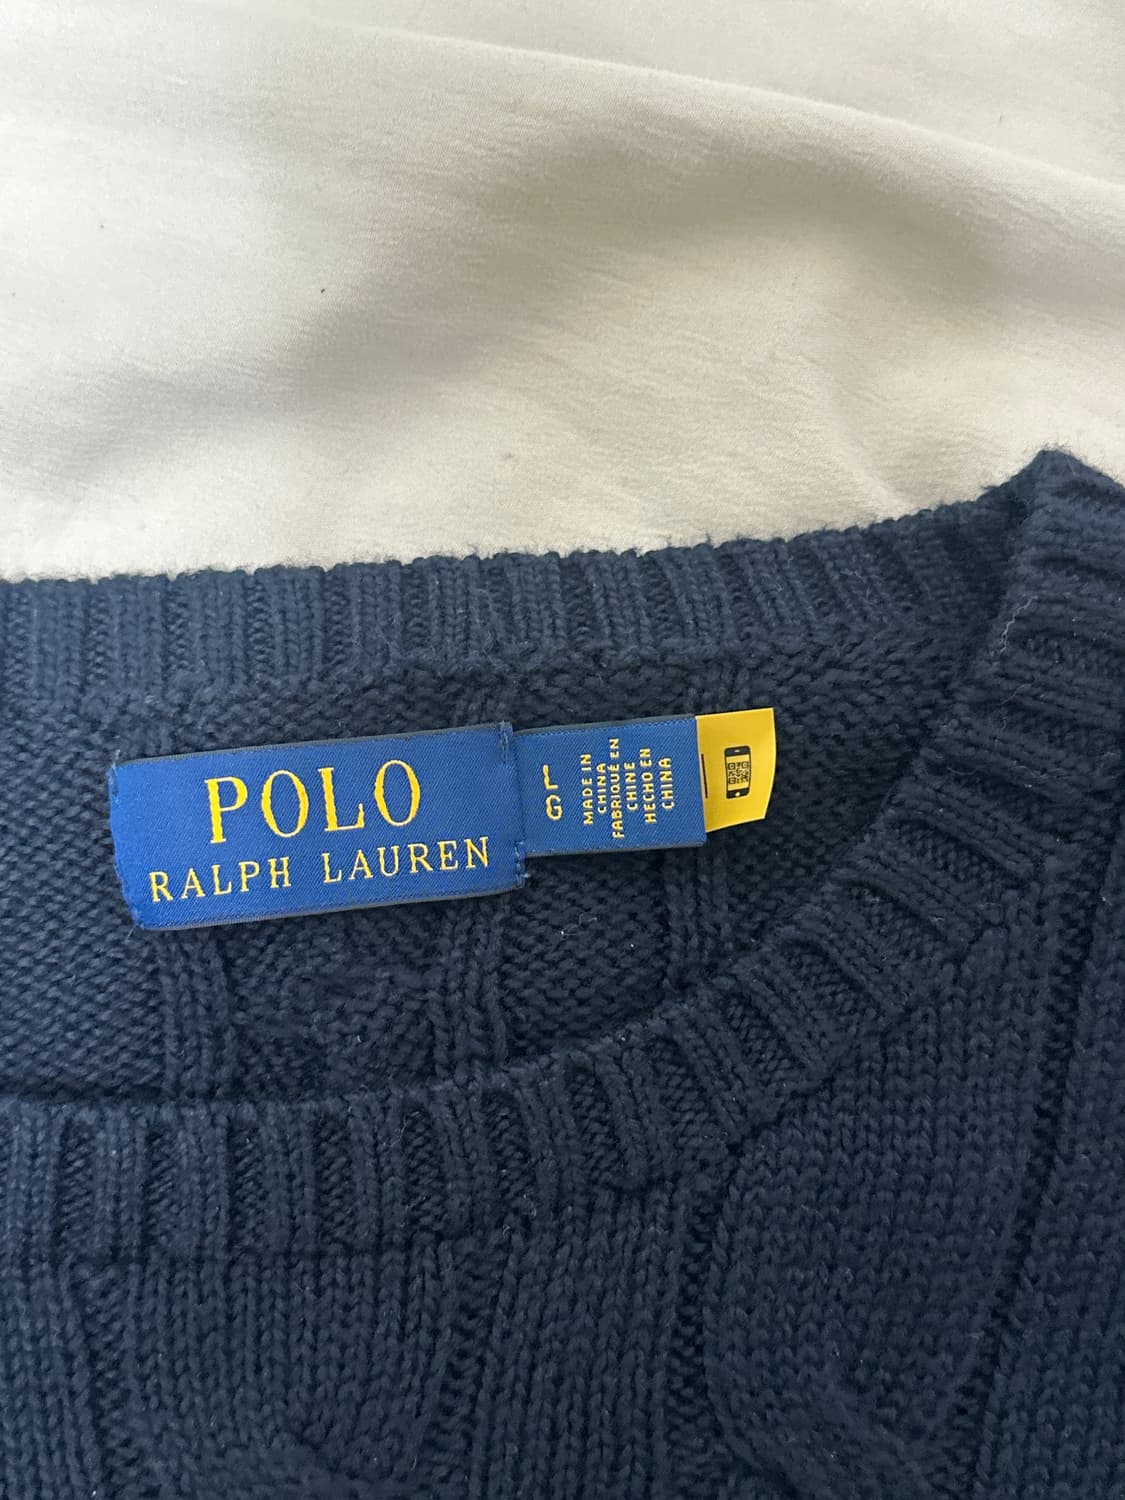 POLO
RALPH LAUREN
L
G
MADE IN
CHINA
FABRIQUÉ EN
CHINE
HECHO EN
CHINA